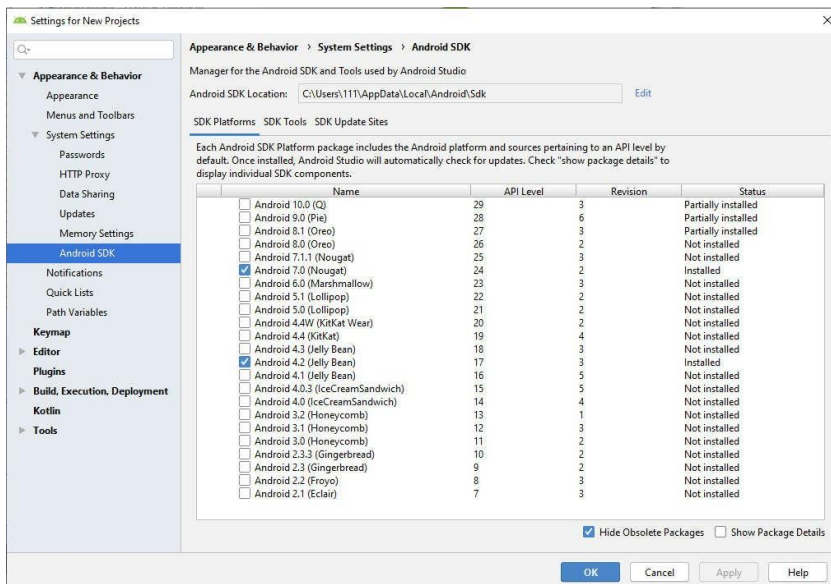 Settings for New Projects
Appearance & Behavior
Appearance
Menus and Toolbars
System Settings
Passwords
HTTP Proxy
Data Sharing
Updates
Memory Settings
Android SDK
Notifications
Quick Lists
Path Variables
Keymap
Editor
Plugins
Build, Execution, Deployment
Kotlin
Tools
Appearance & Behavior › System Settings › Android SDK
Manager for the Android SDK and Tools used by Android Studio
Android SDK Location: C:\Users\111\AppData\Local\Android\Sdk Edit
SDK Platforms SDK Tools SDK Update Sites
Each Android SDK Platform package includes the Android platform and sources pertaining to an API level by
default. Once installed, Android Studio will automatically check for updates. Check "show package details" to
display individual SDK components.
Name API Level Revision Status
Android 10.0 (Q) 29 3 Partially installed
Android 9.0 (Pie) 28 6 Partially installed
Android 8.1 (Oreo) 27 3 Partially installed
Android 8.0 (Oreo) 26 2 Not installed
Android 7.1.1 (Nougat) 25 3 Not installed
Android 7.0 (Nougat) 24 2 Installed
Android 6.0 (Marshmallow) 23 3 Not installed
Android 5.1 (Lollipop) 22 2 Not installed
Android 5.0 (Lollipop) 21 2 Not installed
Android 4.4W (KitKat Wear) 20 2 Not installed
Android 4.4 (KitKat) 19 4 Not installed
Android 4.3 (Jelly Bean) 18 3 Not installed
Android 4.2 (Jelly Bean) 17 3 Installed
Android 4.1 (Jelly Bean) 16 5 Not installed
Android 4.0.3 (IceCreamSandwich) 15 5 Not installed
Android 4.0 (IceCreamSandwich) 14 4 Not installed
Android 3.2 (Honeycomb) 13 1 Not installed
Android 3.1 (Honeycomb) 12 3 Not installed
Android 3.0 (Honeycomb) 11 2 Not installed
Android 2.3.3 (Gingerbread) 10 2 Not installed
Android 2.3 (Gingerbread) 9 2 Not installed
Android 2.2 (Froyo) 8 3 Not installed
Android 2.1 (Eclair) 7 3 Not installed
Hide Obsolete Packages Show Package Details
OK Cancel Apply Help